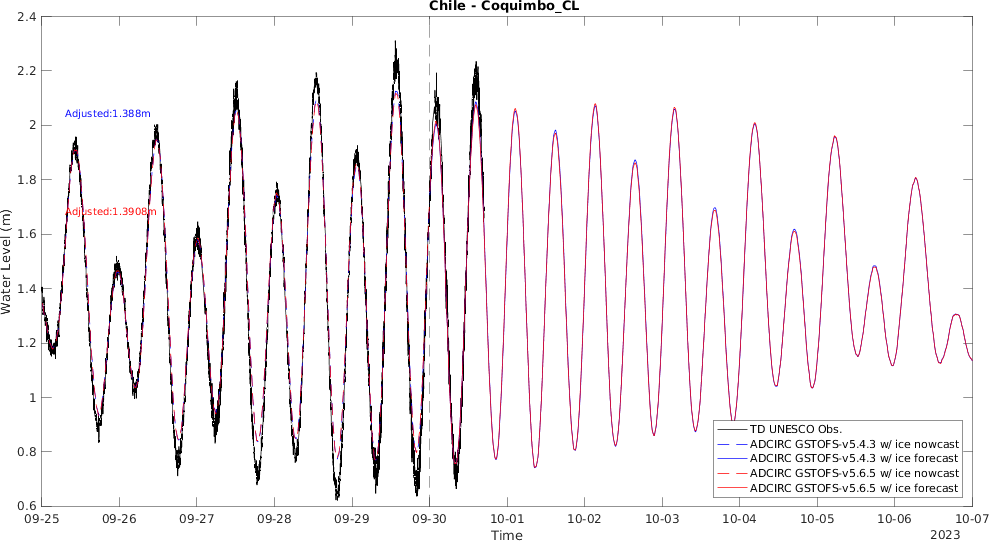 Chile - Coquimbo_CL
2.4
2.2
2
1.8
1.6
1.4
1.2
1
0.8
0.6
Water Level (m)
Adjusted:1.388m
Adjusted:1.3908m
TD UNESCO Obs.
ADCIRC GSTOFS-v5.4.3 w/ ice nowcast
ADCIRC GSTOFS-v5.4.3 w/ ice forecast
ADCIRC GSTOFS-v5.6.5 w/ ice nowcast
ADCIRC GSTOFS-v5.6.5 w/ ice forecast
09-25 09-26 09-27 09-28 09-29 09-30 10-01 10-02 10-03 10-04 10-05 10-06 10-07
Time
2023